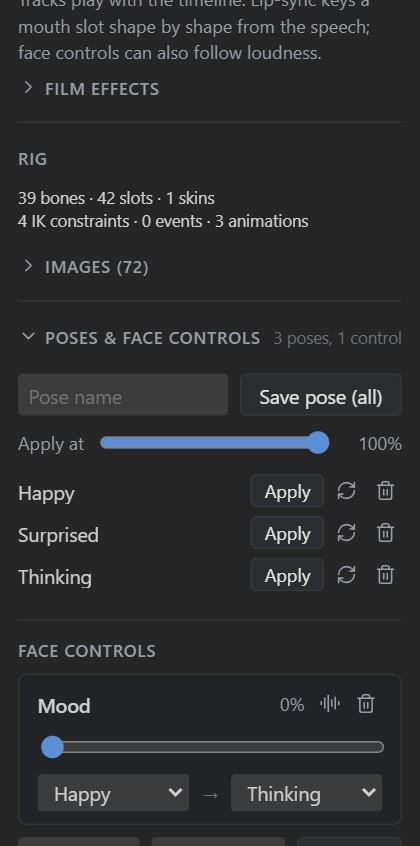 Tracks play with the timeline. Lip-sync keys a
mouth slot shape by shape from the speech;
face controls can also follow loudness.
FILM EFFECTS
RIG
39 bones · 42 slots · 1 skins
4 IK constraints · 0 events · 3 animations
IMAGES (72)
POSES & FACE CONTROLS 3 poses, 1 control
Pose name Save pose (all)
Apply at 100%
Happy Apply
Surprised Apply
Thinking Apply
FACE CONTROLS
Mood 0%
Happy → Thinking